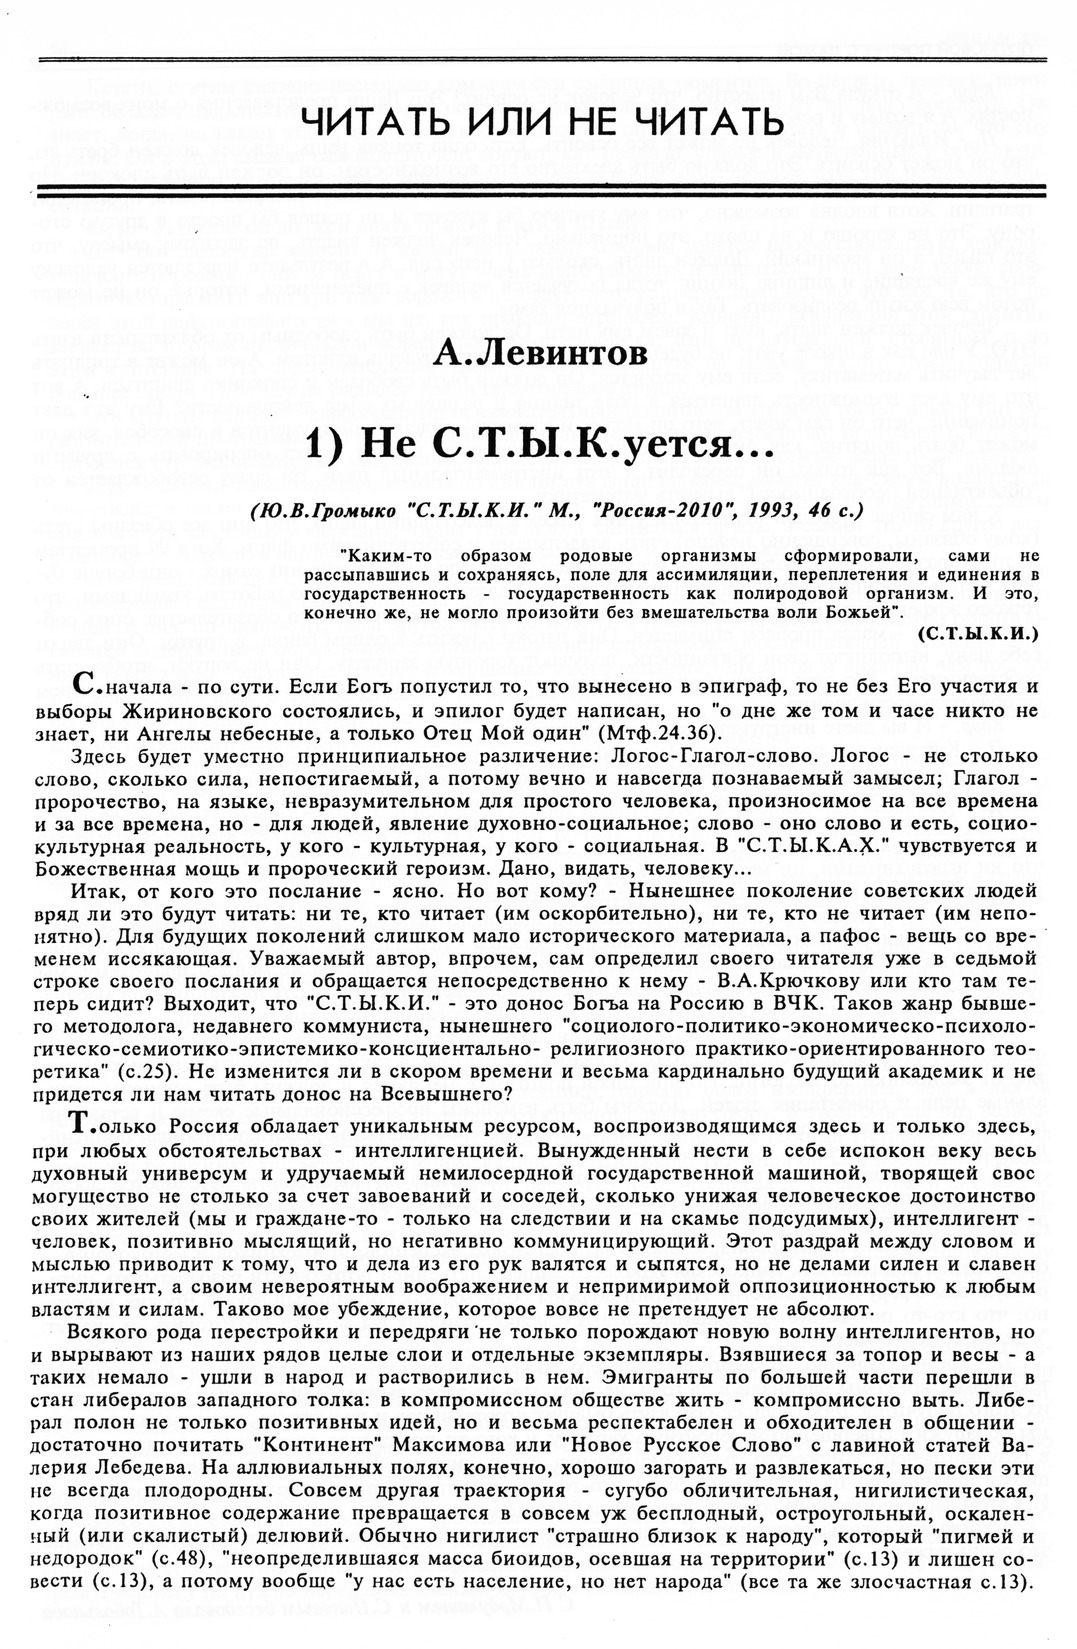 ЧИТАТЬ ИЛИ НЕ ЧИТАТЬ
А.Левинтов
1) Не С.Т.Ы.К.уется...
(Ю.В.Громыко "С.Т.Ы.К.И." М., "Россия-2010", 1993, 46 с.)
"Каким-то образом родовые организмы сформировали, сами не
рассыпавшись и сохраняясь, поле для ассимиляции, переплетения и единения в
государственность - государственность как полиродовой организм. И это,
конечно же, не могло произойти без вмешательства воли Божьей".
(С.Т.Ы.К.И.)
С.начала - по сути. Если Богъ попустил то, что вынесено в эпиграф, то не без Его участия и
выборы Жириновского состоялись, и эпилог будет написан, но "о дне же том и часе никто не
знает, ни Ангелы небесные, а только Отец Мой один" (Мтф.24.36).
Здесь будет уместно принципиальное различение: Логос-Глагол-слово. Логос - не столько
слово, сколько сила, непостигаемый, а потому вечно и навсегда познаваемый замысел; Глагол -
пророчество, на языке, невразумительном для простого человека, произносимое на все времена
и за все времена, но - для людей, явление духовно-социальное; слово - оно слово и есть, социо-
культурная реальность, у кого - культурная, у кого - социальная. В "С.Т.Ы.К.А.Х." чувствуется и
Божественная мощь и пророческий героизм. Дано, видать, человеку...
Итак, от кого это послание - ясно. Но вот кому? - Нынешнее поколение советских людей
вряд ли это будут читать: ни те, кто читает (им оскорбительно), ни те, кто не читает (им непо-
нятно). Для будущих поколений слишком мало исторического материала, а пафос - вещь со вре-
менем иссякающая. Уважаемый автор, впрочем, сам определил своего читателя уже в седьмой
строке своего послания и обращается непосредственно к нему - В.А.Крючкову или кто там те-
перь сидит? Выходит, что "С.Т.Ы.К.И." - это донос Богъа на Россию в ВЧК. Таков жанр бывше-
го методолога, недавнего коммуниста, нынешнего "социолого-политико-экономическо-психоло-
гическо-семиотико-эпистемико-консциентально- религиозного практико-ориентированного тео-
ретика" (с.25). Не изменится ли в скором времени и весьма кардинально будущий академик и не
придется ли нам читать донос на Всевышнего?
Т.олько Россия обладает уникальным ресурсом, воспроизводящимся здесь и только здесь,
при любых обстоятельствах - интеллигенцией. Вынужденный нести в себе испокон веку весь
духовный универсум и удручаемый немилосердной государственной машиной, творящей свос
могущество не столько за счет завоеваний и соседей, сколько унижая человеческое достоинство
своих жителей (мы и граждане-то - только на следствии и на скамье подсудимых), интеллигент -
человек, позитивно мыслящий, но негативно коммуницирующий. Этот раздрай между словом и
мыслью приводит к тому, что и дела из его рук валятся и сыпятся, но не делами силен и славен
интеллигент, а своим невероятным воображением и непримиримой оппозиционностью к любым
властям и силам. Таково мое убеждение, которое вовсе не претендует не абсолют.
Всякого рода перестройки и передряги не только порождают новую волну интеллигентов, но
и вырывают из наших рядов целые слои и отдельные экземпляры. Взявшиеся за топор и весы - а
таких немало - ушли в народ и растворились в нем. Эмигранты по большей части перешли в
стан либералов западного толка: в компромиссном обществе жить - компромиссно выть. Либе-
рал полон не только позитивных идей, но и весьма респектабелен и обходителен в общении -
достаточно почитать "Континент" Максимова или "Новое Русское Слово" с лавиной статей Ва-
лерия Лебедева. На аллювиальных полях, конечно, хорошо загорать и развлекаться, но пески эти
не всегда плодородны. Совсем другая траектория - сугубо обличительная, нигилистическая,
когда позитивное содержание превращается в совсем уж бесплодный, остроугольный, оскален-
ный (или скалистый) делювий. Обычно нигилист "страшно близок к народу", который "пигмей и
недородок" (с.48), "неопределившаяся масса биоидов, осевшая на территории" (с.13) и лишен со-
вести (с.13), а потому вообще "у нас есть население, но нет народа" (все та же злосчастная с.13).